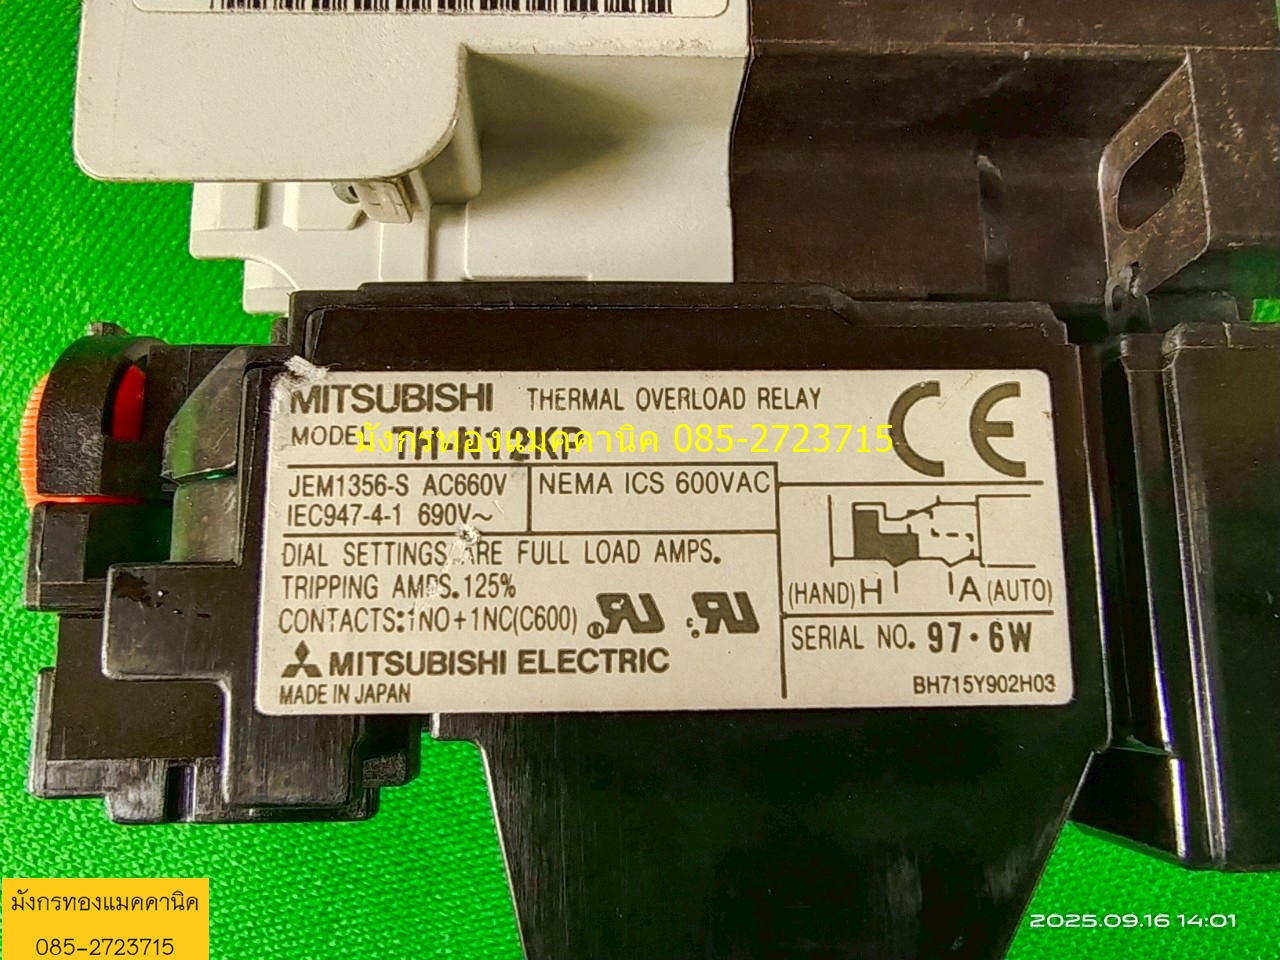 MITSUBISHI THERMAL OVERLOAD RELAY
MODEL TH-N12KP
มังกรทองแมคคานิค 085-2723715
JEM1356-S AC660V
IEC947-4-1 690V~
NEMA ICS 600VAC
DIAL SETTINGS ARE FULL LOAD AMPS.
TRIPPING AMPS.125%
CONTACTS:1NO+1NC(C600)
MITSUBISHI ELECTRIC
MADE IN JAPAN
CE
(HAND) H A (AUTO)
SERIAL NO. 97・6W
BH715Y902H03
มังกรทองแมคคานิค
085-2723715
2025.09.16 14:01